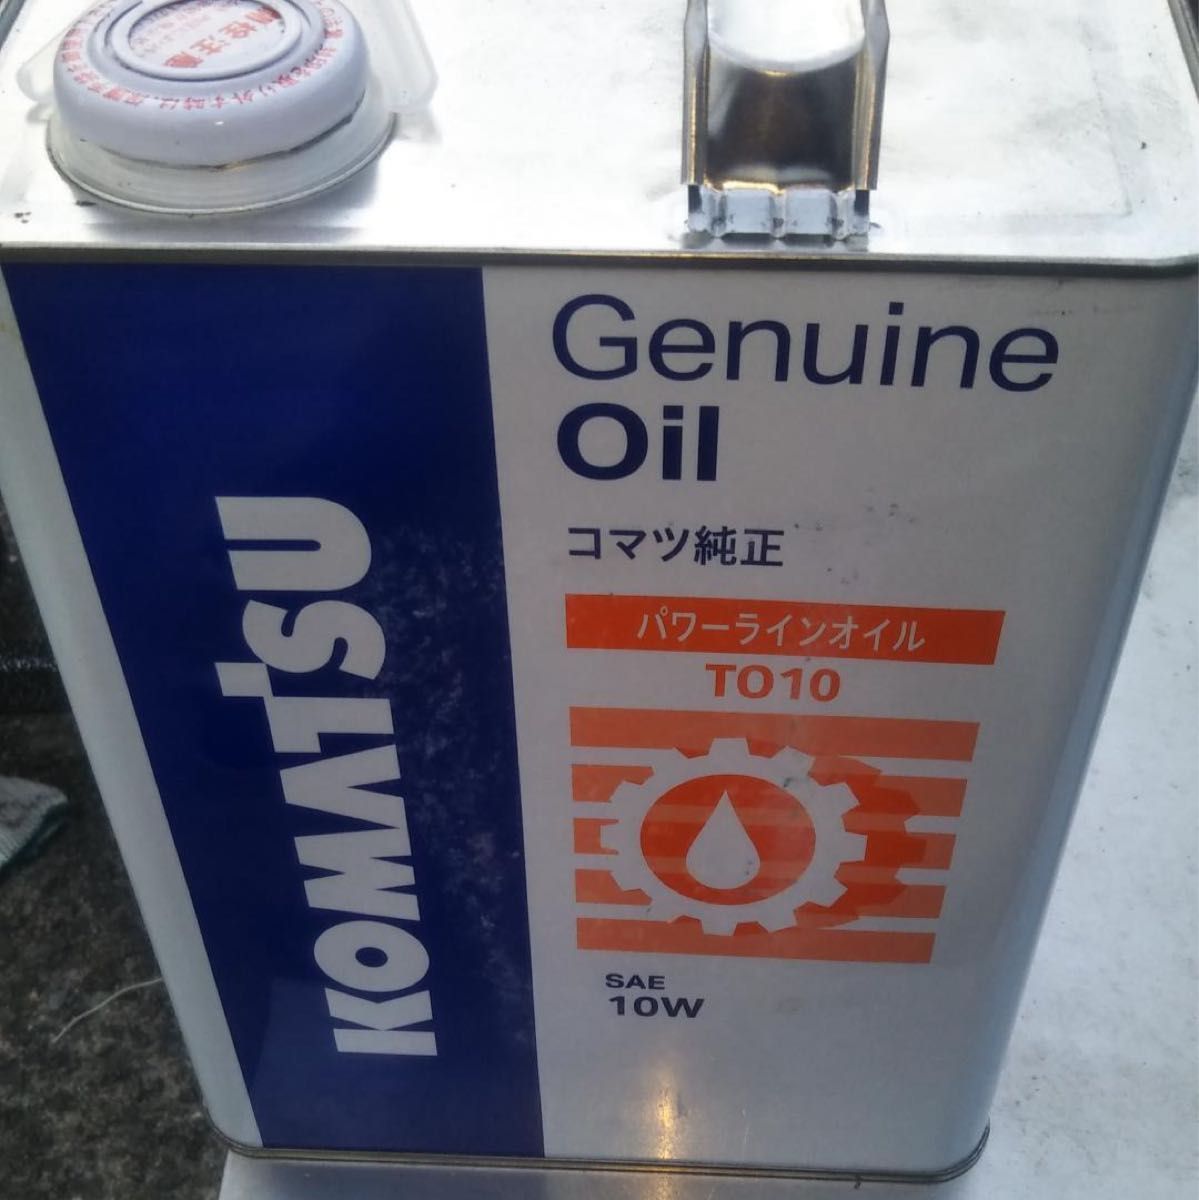 Genuine
Oil
コマツ純正
パワーラインオイル
TO10
SAE
10W
KOMATSU